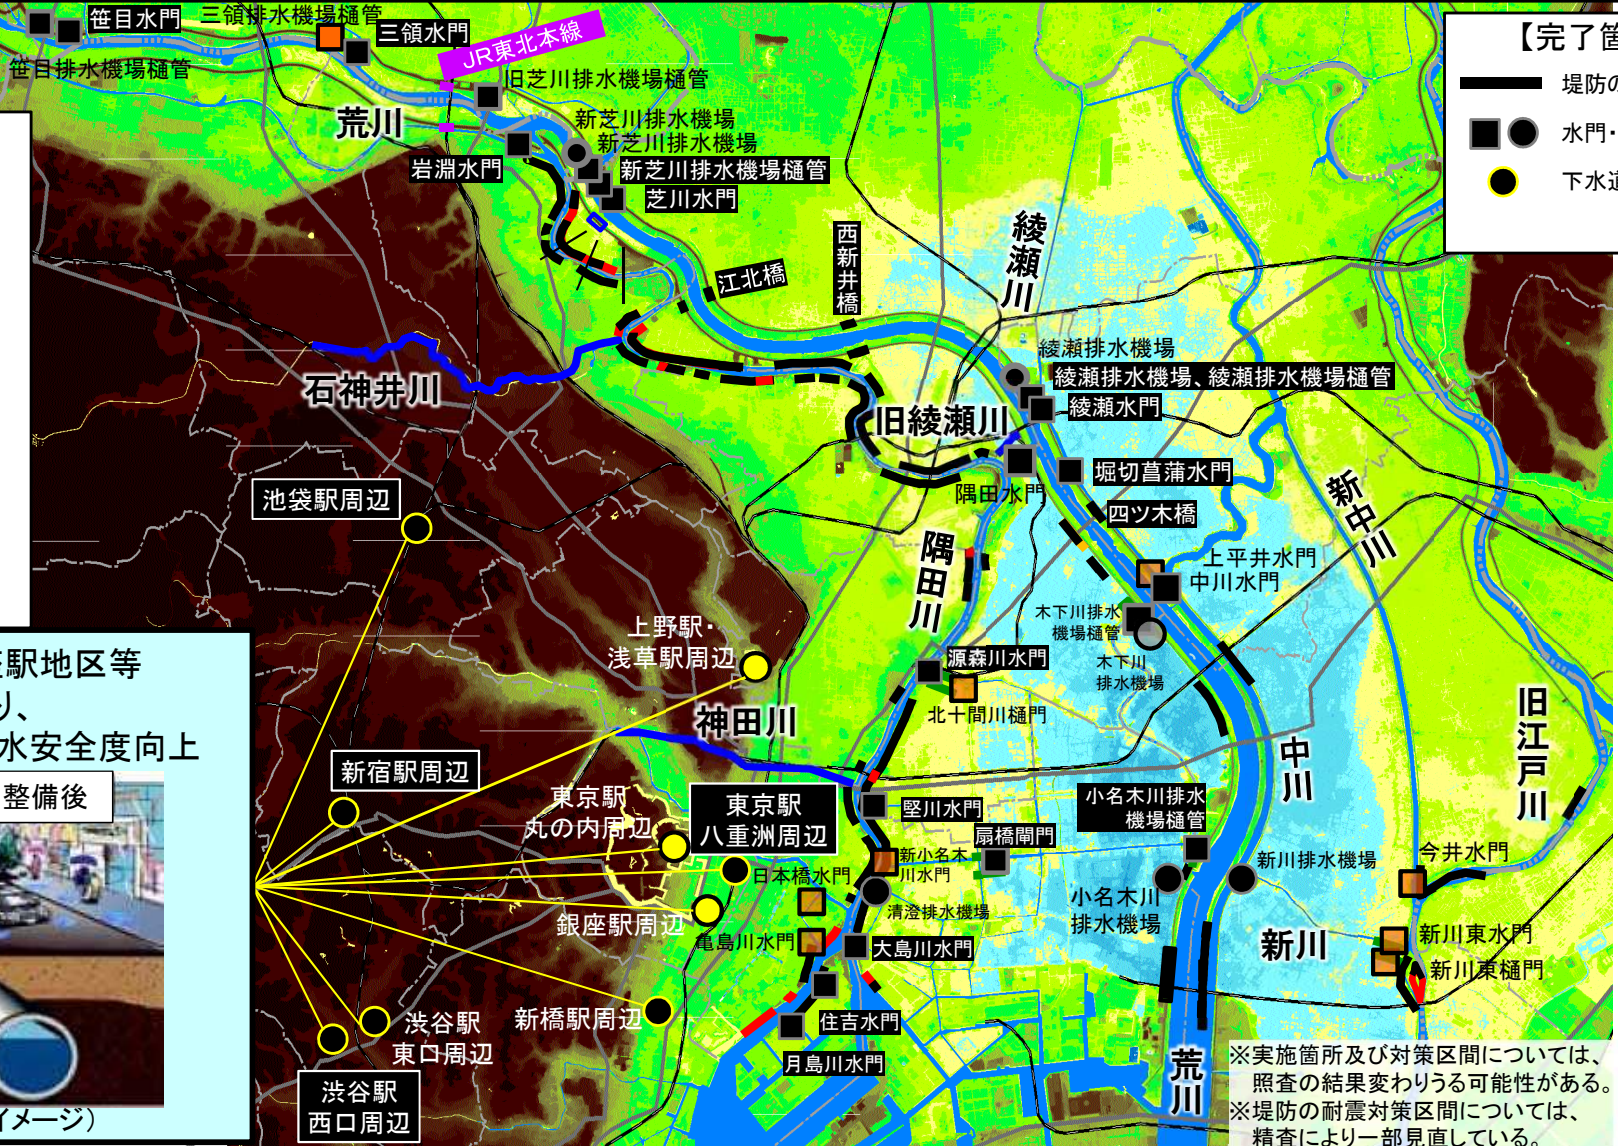 笹目水門
三領排水機場樋管
三領水門
笹目排水機場樋管
JR東北本線
旧芝川排水機場樋管
荒川
新芝川排水機場
新芝川排水機場
新芝川排水機場樋管
岩淵水門
芝川水門
【完了箇
堤防の
水門・
下水道
江北橋
西新井橋
綾瀬川
綾瀬排水機場
綾瀬排水機場、綾瀬排水機場樋管
綾瀬水門
石神井川
旧綾瀬川
堀切菖蒲水門
隅田水門
四ツ木橋
新中川
池袋駅周辺
隅田川
上平井水門
中川水門
木下川排水
機場樋管
木下川
排水機場
上野駅・
浅草駅周辺
源森川水門
北十間川樋門
神田川
駅地区等
り、
水安全度向上
整備後
イメージ）
新宿駅周辺
東京駅
丸の内周辺
東京駅
八重洲周辺
堅川水門
扇橋閘門
小名木川排水
機場樋管
中川
旧江戸川
新小名木
川水門
新川排水機場
今井水門
日本橋水門
清澄排水機場
小名木川
排水機場
銀座駅周辺
亀島川水門
大島川水門
新川
新川東水門
新川東樋門
新橋駅周辺
住吉水門
月島川水門
渋谷駅
東口周辺
渋谷駅
西口周辺
荒川
※実施箇所及び対策区間については、
照査の結果変わりうる可能性がある。
※堤防の耐震対策区間については、
精査により一部見直している。